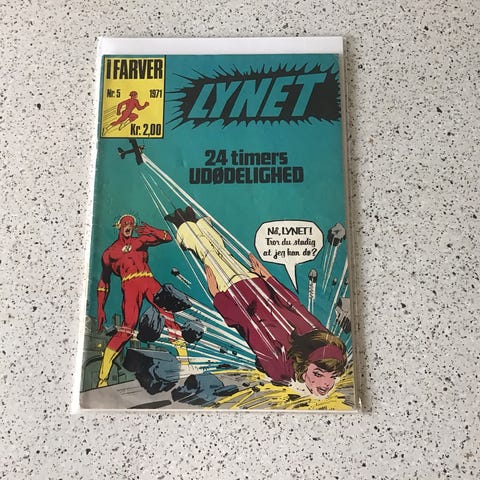 I FARVER
Nr. 5 1971
Kr. 2,00
LYNET
24 timers
UDØDELIGHED
Nå, LYNET!
Tror du stadig
at jeg kan dø?